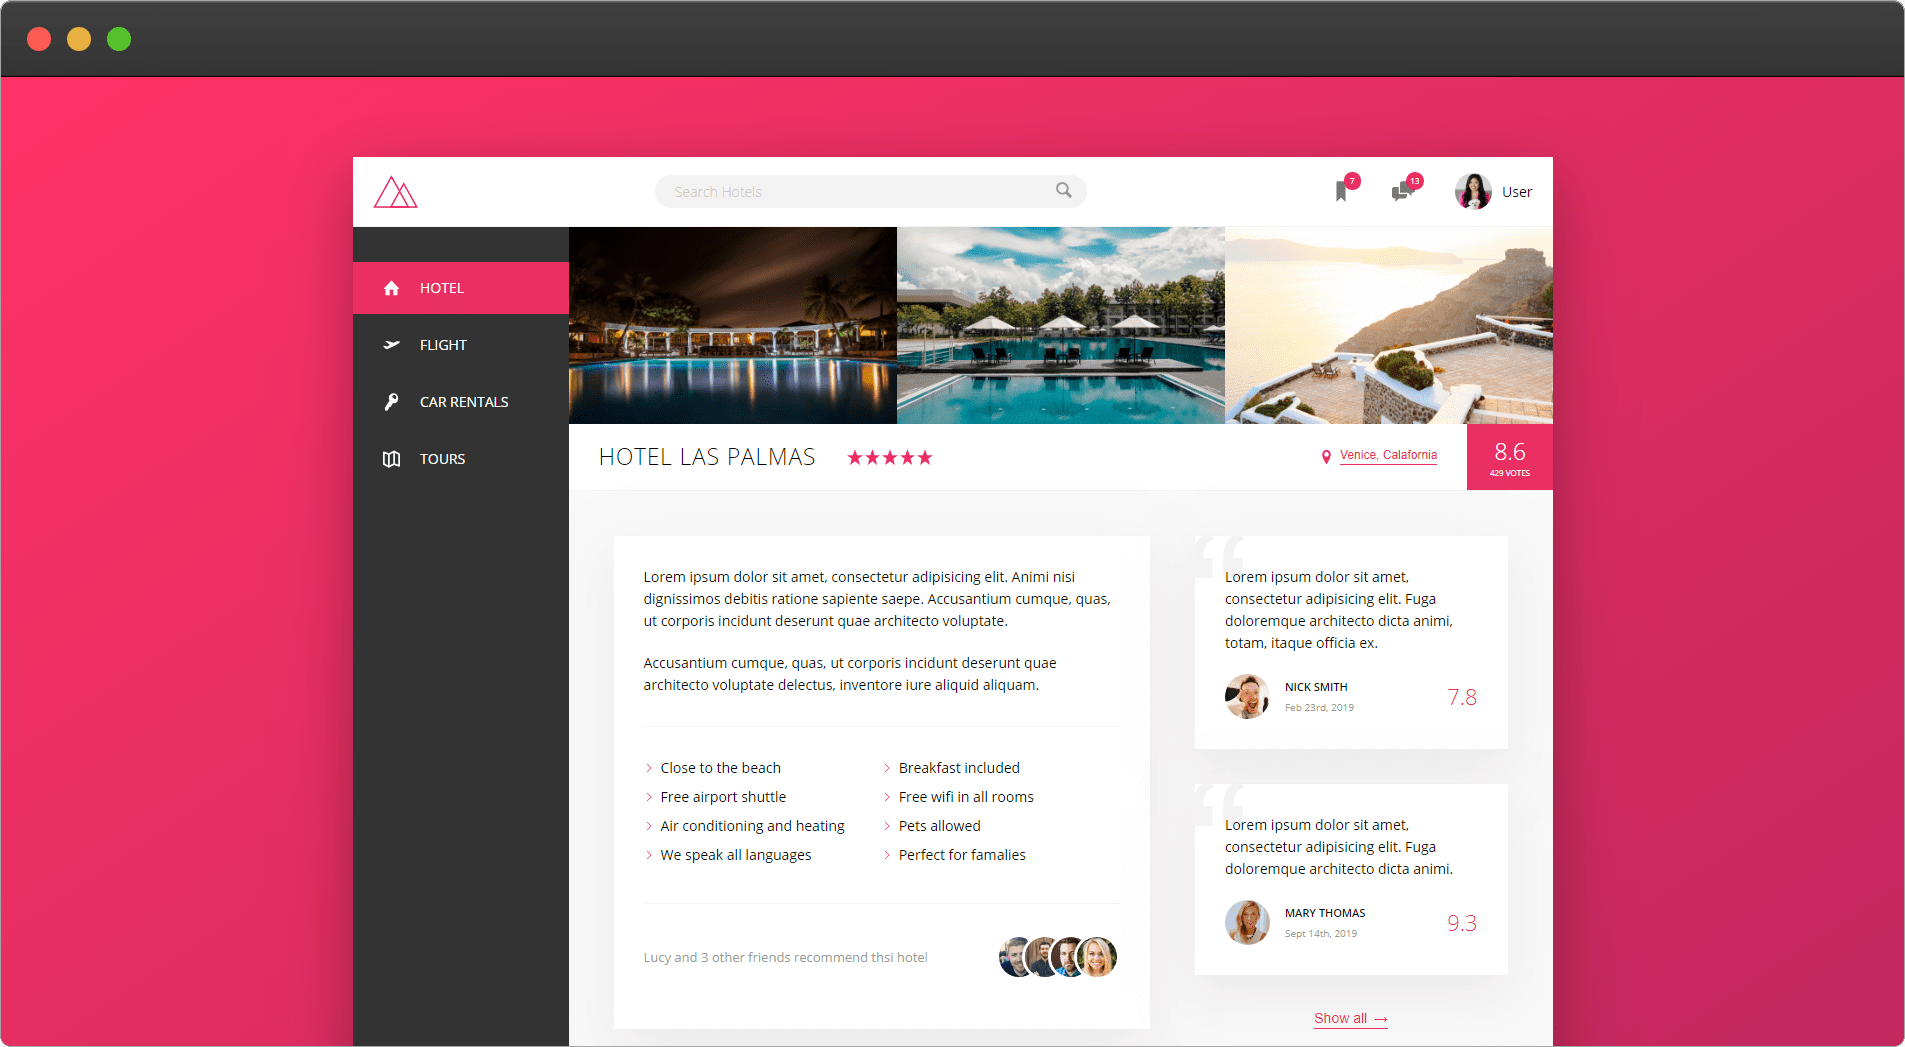 Search Hotels
7
13
User
HOTEL
FLIGHT
CAR RENTALS
TOURS
HOTEL LAS PALMAS
Venice, Calafornia
8.6
429 VOTES
Lorem ipsum dolor sit amet, consectetur adipisicing elit. Animi nisi
dignissimos debitis ratione sapiente saepe. Accusantium cumque, quas,
ut corporis incidunt deserunt quae architecto voluptate.
Accusantium cumque, quas, ut corporis incidunt deserunt quae
architecto voluptate delectus, inventore iure aliquid aliquam.
Close to the beach
Free airport shuttle
Air conditioning and heating
We speak all languages
Breakfast included
Free wifi in all rooms
Pets allowed
Perfect for famalies
Lucy and 3 other friends recommend thsi hotel
“
Lorem ipsum dolor sit amet,
consectetur adipisicing elit. Fuga
doloremque architecto dicta animi,
totam, itaque officia ex.
NICK SMITH
Feb 23rd, 2019
7.8
“
Lorem ipsum dolor sit amet,
consectetur adipisicing elit. Fuga
doloremque architecto dicta animi.
MARY THOMAS
Sept 14th, 2019
9.3
Show all →